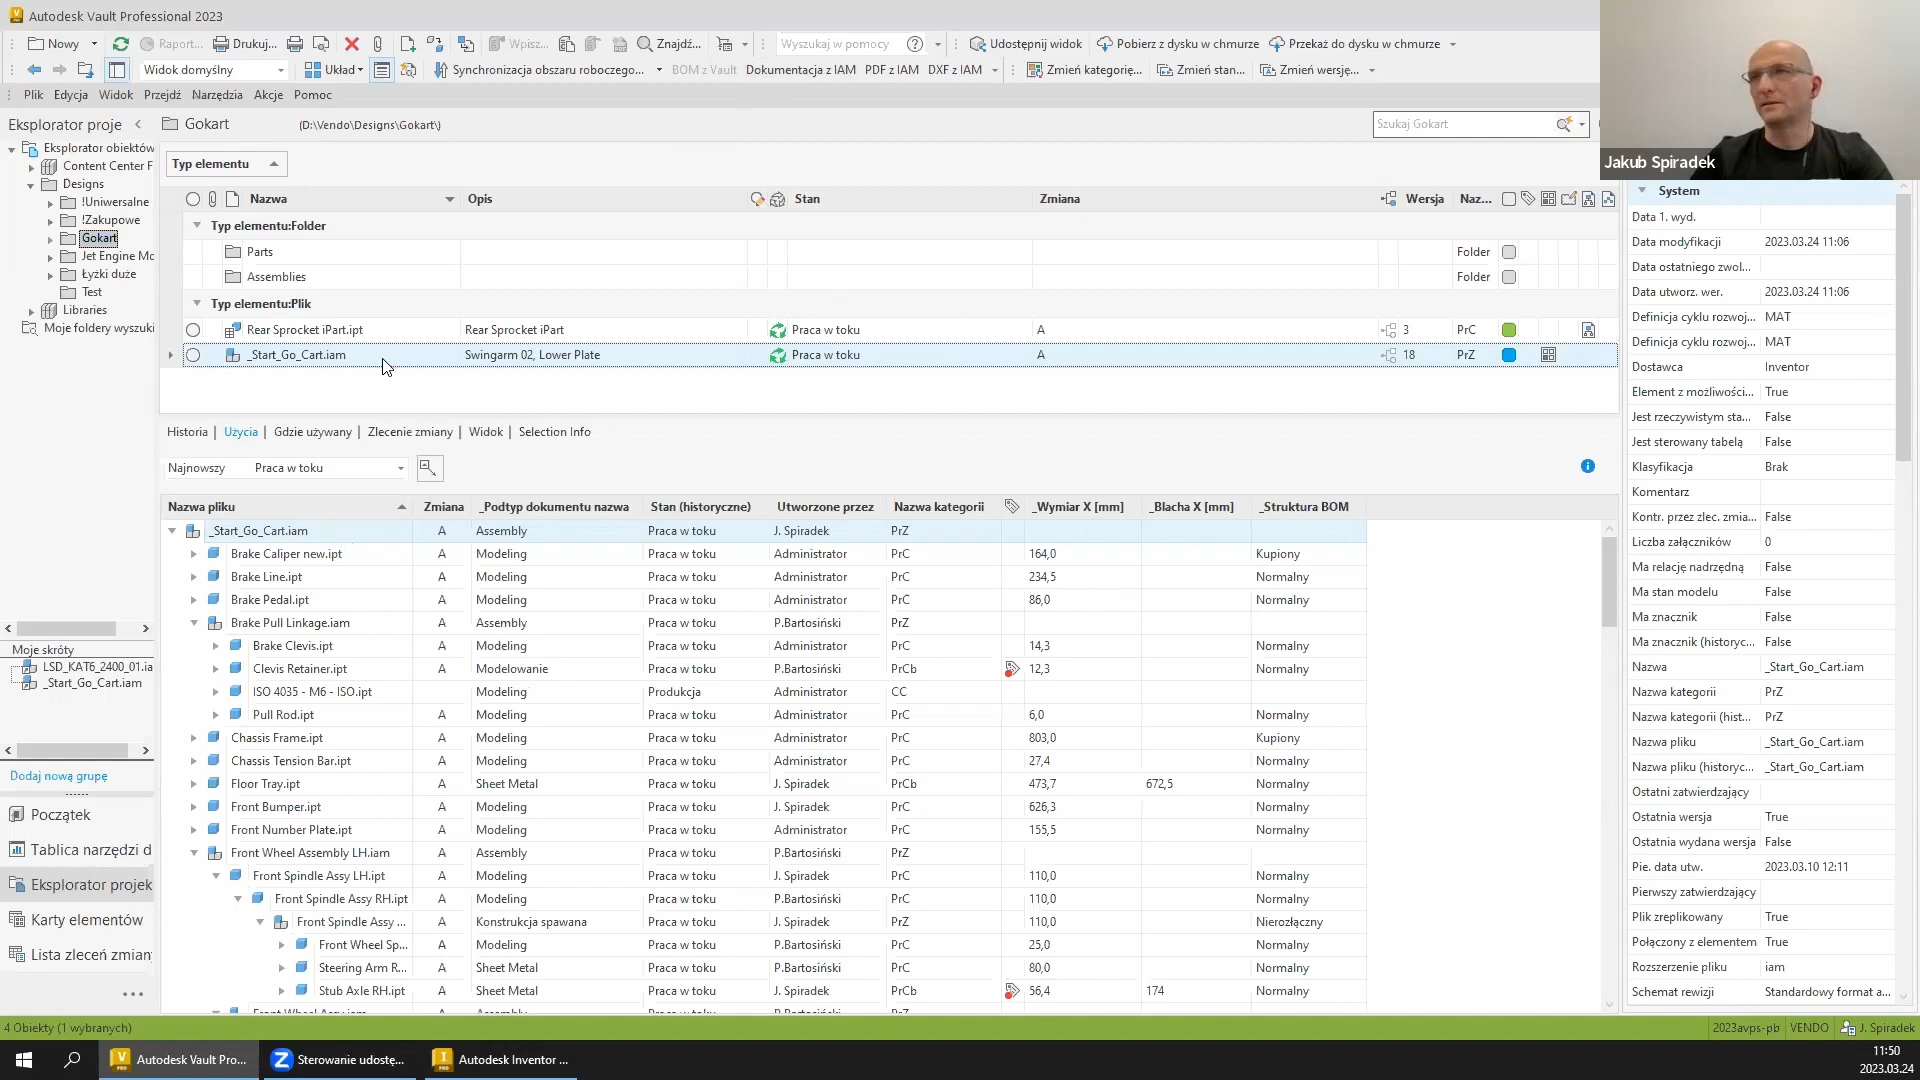 Autodesk Vault Professional 2023
Nowy Raport... Drukuj... Wpisz... Znajdź... Wyszukaj w pomocy Udostępnij widok Pobierz z dysku w chmurze Przekaż do dysku w chmurze
Widok domyślny Układ Synchronizacja obszaru roboczego... BOM z Vault Dokumentacja z IAM PDF z IAM DXF z IAM Zmień kategorię... Zmień stan... Zmień wersję...
Plik Edycja Widok Przejdź Narzędzia Akcje Pomoc
Jakub Spiradek
Eksplorator proje
Eksplorator obiektów
Content Center F
Designs
!Uniwersalne
!Zakupowe
Gokart
Jet Engine Mo
Łyżki duże
Test
Libraries
Moje foldery wyszuki
Moje skróty
LSD_KAT6_2400_01.ia
_Start_Go_Cart.iam
Dodaj nową grupę
Początek
Tablica narzędzi d
Eksplorator projek
Karty elementów
Lista zleceń zmian
Gokart (D:\Vendo\Designs\Gokart\) Szukaj Gokart
Typ elementu
Nazwa Opis Stan Zmiana Wersja Naz...
Typ elementu:Folder
Parts Folder
Assemblies Folder
Typ elementu:Plik
Rear Sprocket iPart.ipt Rear Sprocket iPart Praca w toku A 3 PrC
_Start_Go_Cart.iam Swingarm 02, Lower Plate Praca w toku A 18 PrZ
Historia | Użycia | Gdzie używany | Zlecenie zmiany | Widok | Selection Info
Najnowszy Praca w toku
Nazwa pliku Zmiana _Podtyp dokumentu nazwa Stan (historyczne) Utworzone przez Nazwa kategorii _Wymiar X [mm] _Blacha X [mm] _Struktura BOM
_Start_Go_Cart.iam A Assembly Praca w toku J. Spiradek PrZ
Brake Caliper new.ipt A Modeling Praca w toku Administrator PrC 164,0 Kupiony
Brake Line.ipt A Modeling Praca w toku Administrator PrC 234,5 Normalny
Brake Pedal.ipt A Modeling Praca w toku Administrator PrC 86,0 Normalny
Brake Pull Linkage.iam A Assembly Praca w toku P.Bartosiński PrZ
Brake Clevis.ipt A Modeling Praca w toku Administrator PrC 14,3 Normalny
Clevis Retainer.ipt A Modelowanie Praca w toku P.Bartosiński PrCb 12,3 Normalny
ISO 4035 - M6 - ISO.ipt Modeling Produkcja Administrator CC
Pull Rod.ipt A Modeling Praca w toku Administrator PrC 6,0 Normalny
Chassis Frame.ipt A Modeling Praca w toku Administrator PrC 803,0 Kupiony
Chassis Tension Bar.ipt A Modeling Praca w toku Administrator PrC 27,4 Normalny
Floor Tray.ipt A Sheet Metal Praca w toku J. Spiradek PrCb 473,7 672,5 Normalny
Front Bumper.ipt A Modeling Praca w toku Administrator PrC 626,3 Normalny
Front Number Plate.ipt A Modeling Praca w toku Administrator PrC 155,5 Normalny
Front Wheel Assembly LH.iam A Assembly Praca w toku P.Bartosiński PrZ
Front Spindle Assy LH.ipt A Modeling Praca w toku J. Spiradek PrC 110,0 Normalny
Front Spindle Assy RH.ipt A Modeling Praca w toku P.Bartosiński PrC 110,0 Normalny
Front Spindle Assy ... A Konstrukcja spawana Praca w toku J. Spiradek PrZ 110,0 Nierozłączny
Front Wheel Sp... A Modeling Praca w toku P.Bartosiński PrC 25,0 Normalny
Steering Arm R... A Sheet Metal Praca w toku P.Bartosiński PrC 80,0 Normalny
Stub Axle RH.ipt A Sheet Metal Praca w toku J. Spiradek PrCb 56,4 174 Normalny
System
Data 1. wyd.
Data modyfikacji 2023.03.24 11:06
Data ostatniego zwol...
Data utworz. wer. 2023.03.24 11:06
Definicja cyklu rozwoj... MAT
Definicja cyklu rozwoj... MAT
Dostawca Inventor
Element z możliwości... True
Jest rzeczywistym sta... False
Jest sterowany tabelą False
Klasyfikacja Brak
Komentarz
Kontr. przez zlec. zmia... False
Liczba załączników 0
Ma relację nadrzędną False
Ma stan modelu False
Ma znacznik False
Ma znacznik (historyc... False
Nazwa _Start_Go_Cart.iam
Nazwa kategorii PrZ
Nazwa kategorii (hist... PrZ
Nazwa pliku _Start_Go_Cart.iam
Nazwa pliku (historyc... _Start_Go_Cart.iam
Ostatni zatwierdzający
Ostatnia wersja True
Ostatnia wydana wersja False
Pie. data utw. 2023.03.10 12:11
Pierwszy zatwierdzający
Plik zreplikowany True
Połączony z elementem True
Rozszerzenie pliku iam
Schemat rewizji Standardowy format a...
4 Obiekty (1 wybranych) 2023avps-pb VENDO J. Spiradek
Autodesk Vault Pro... Sterowanie udostę... Autodesk Inventor ... 11:50
2023.03.24